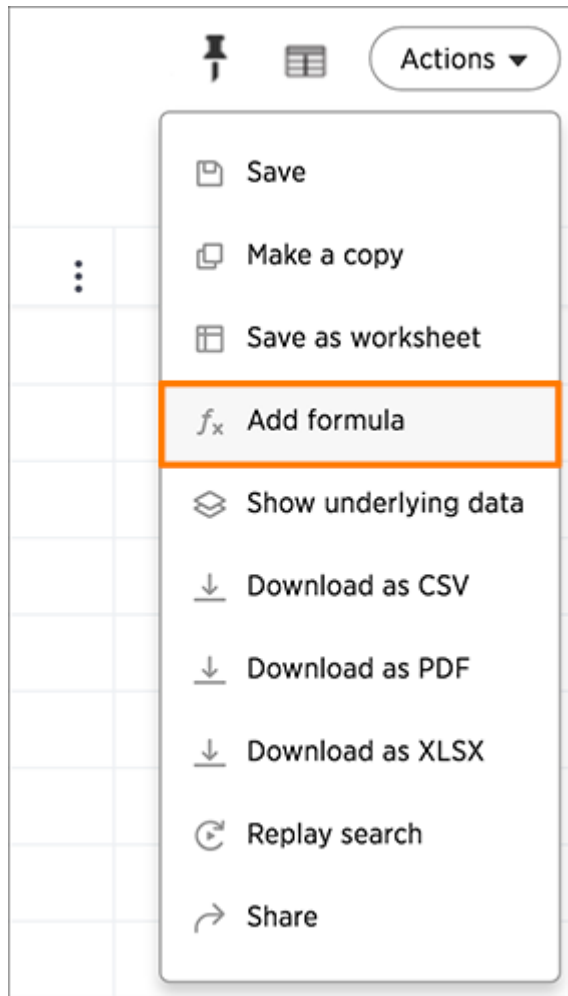 Actions
Save
Make a copy
Save as worksheet
fx Add formula
Show underlying data
Download as CSV
Download as PDF
Download as XLSX
Replay search
Share